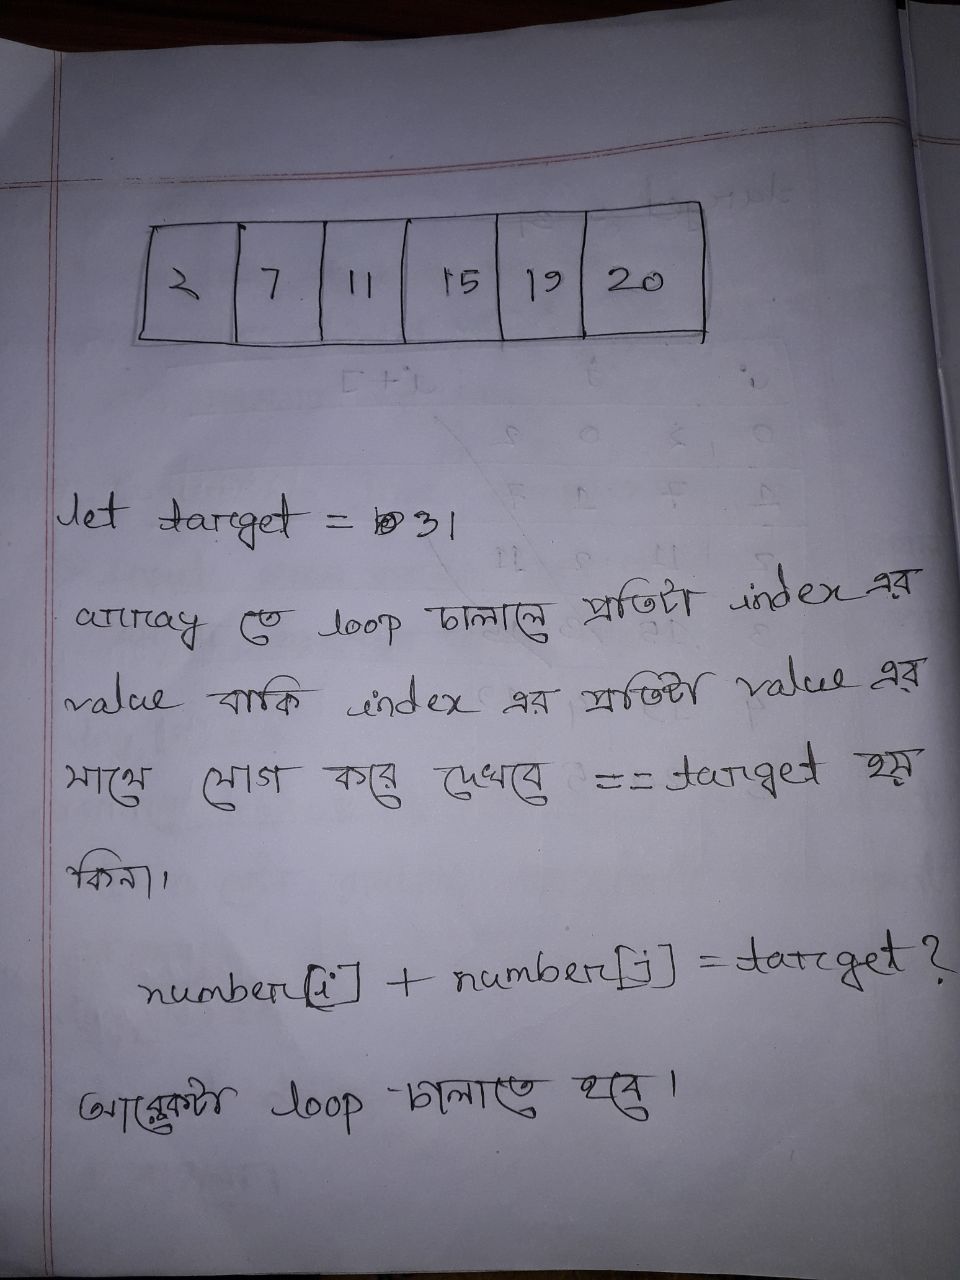 2 7 11 15 19 20
let target = 31
array তে loop চালালে প্রতিটা index এর
value বাকি index এর প্রতিটা value এর
সাথে যোগ করে দেখবে == target হয়
কিনা।
number[i] + number[j] = target?
আরেকটা loop চালাতে হবে।